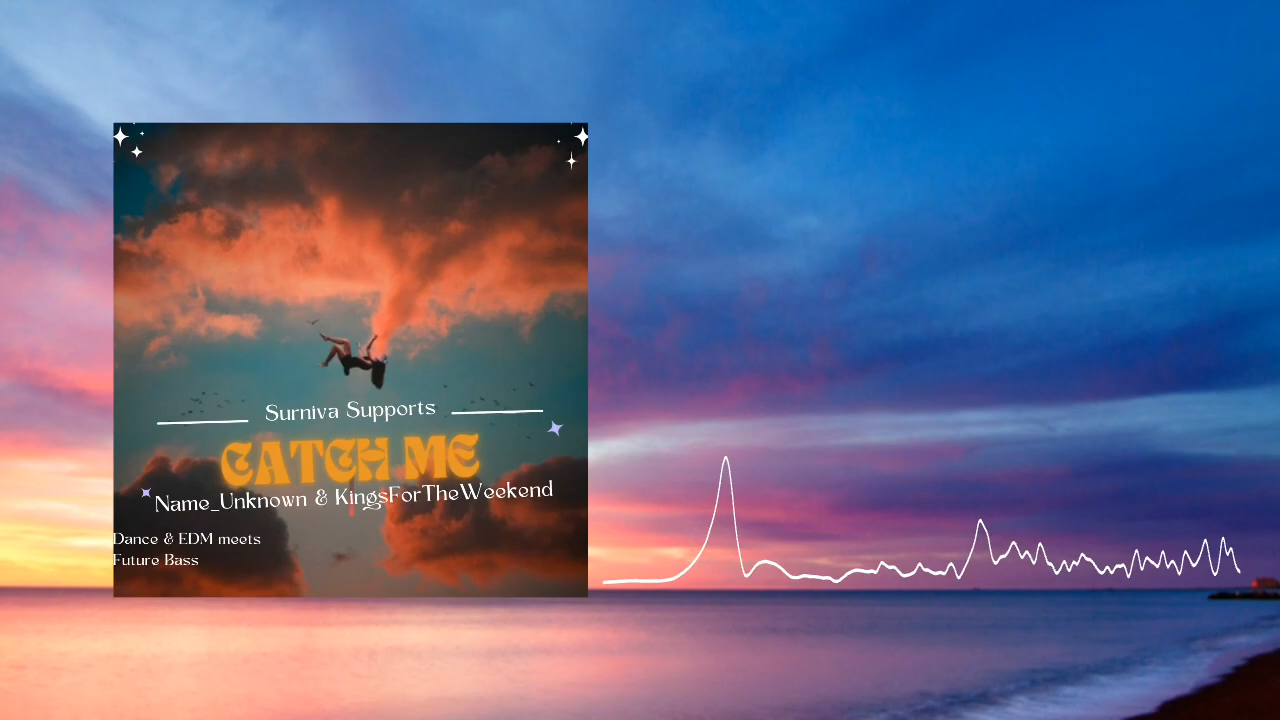 Surniva Supports
CATCH ME
Name_Unknown & KingsForTheWeekend
Dance & EDM meets
Future Bass